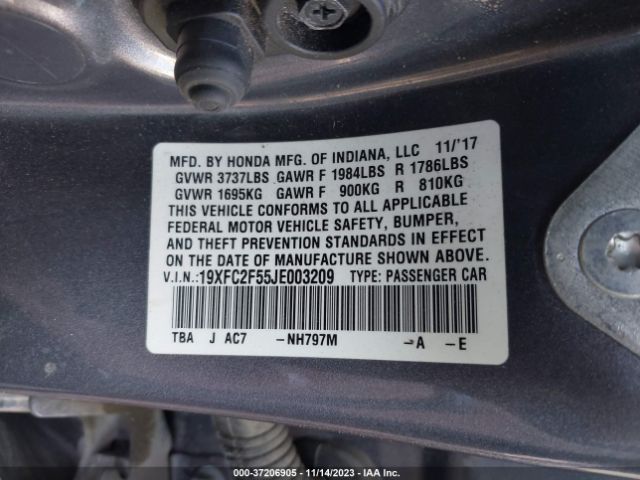 MFD. BY HONDA MFG. OF INDIANA, LLC 11/'17
GVWR 3737LBS GAWR F 1984LBS R 1786LBS
GVWR 1695KG GAWR F 900KG R 810KG
THIS VEHICLE CONFORMS TO ALL APPLICABLE
FEDERAL MOTOR VEHICLE SAFETY, BUMPER,
AND THEFT PREVENTION STANDARDS IN EFFECT
ON THE DATE OF MANUFACTURE SHOWN ABOVE.
V.I.N.:19XFC2F55JE003209 TYPE: PASSENGER CAR
TBA J AC7 -NH797M -A -E
000-37206905 - 11/14/2023 - IAA Inc.